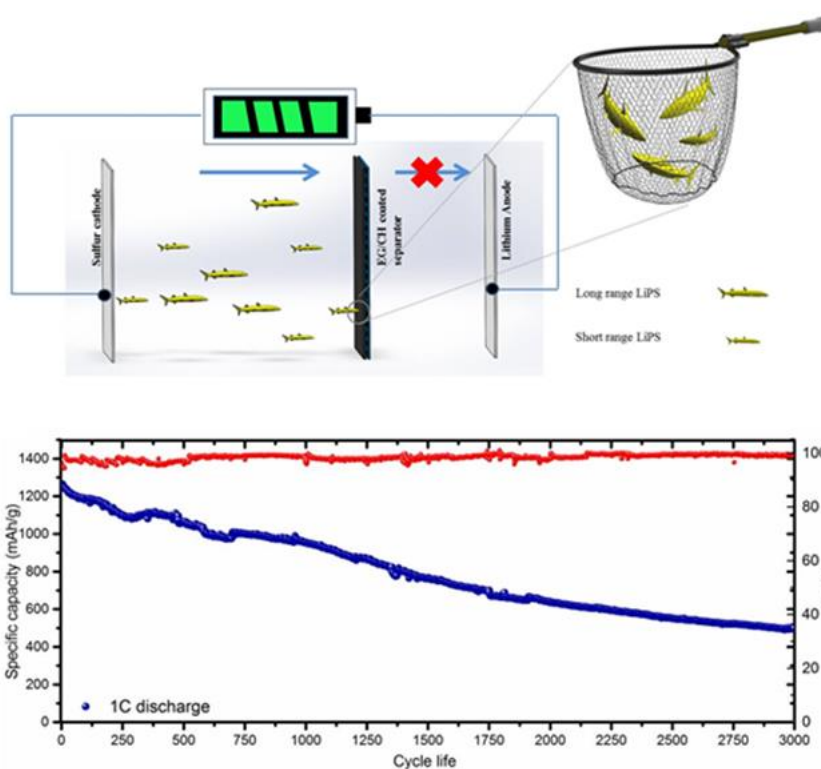 Sulfur cathode
EG/CH coated
separator
Lithium Anode
Long range LiPS
Short range LiPS
Specific capacity (mAh/g)
1400
1200
1000
800
600
400
200
0
100
80
60
40
20
0
1C discharge
0 250 500 750 1000 1250 1500 1750 2000 2250 2500 2750 3000
Cycle life